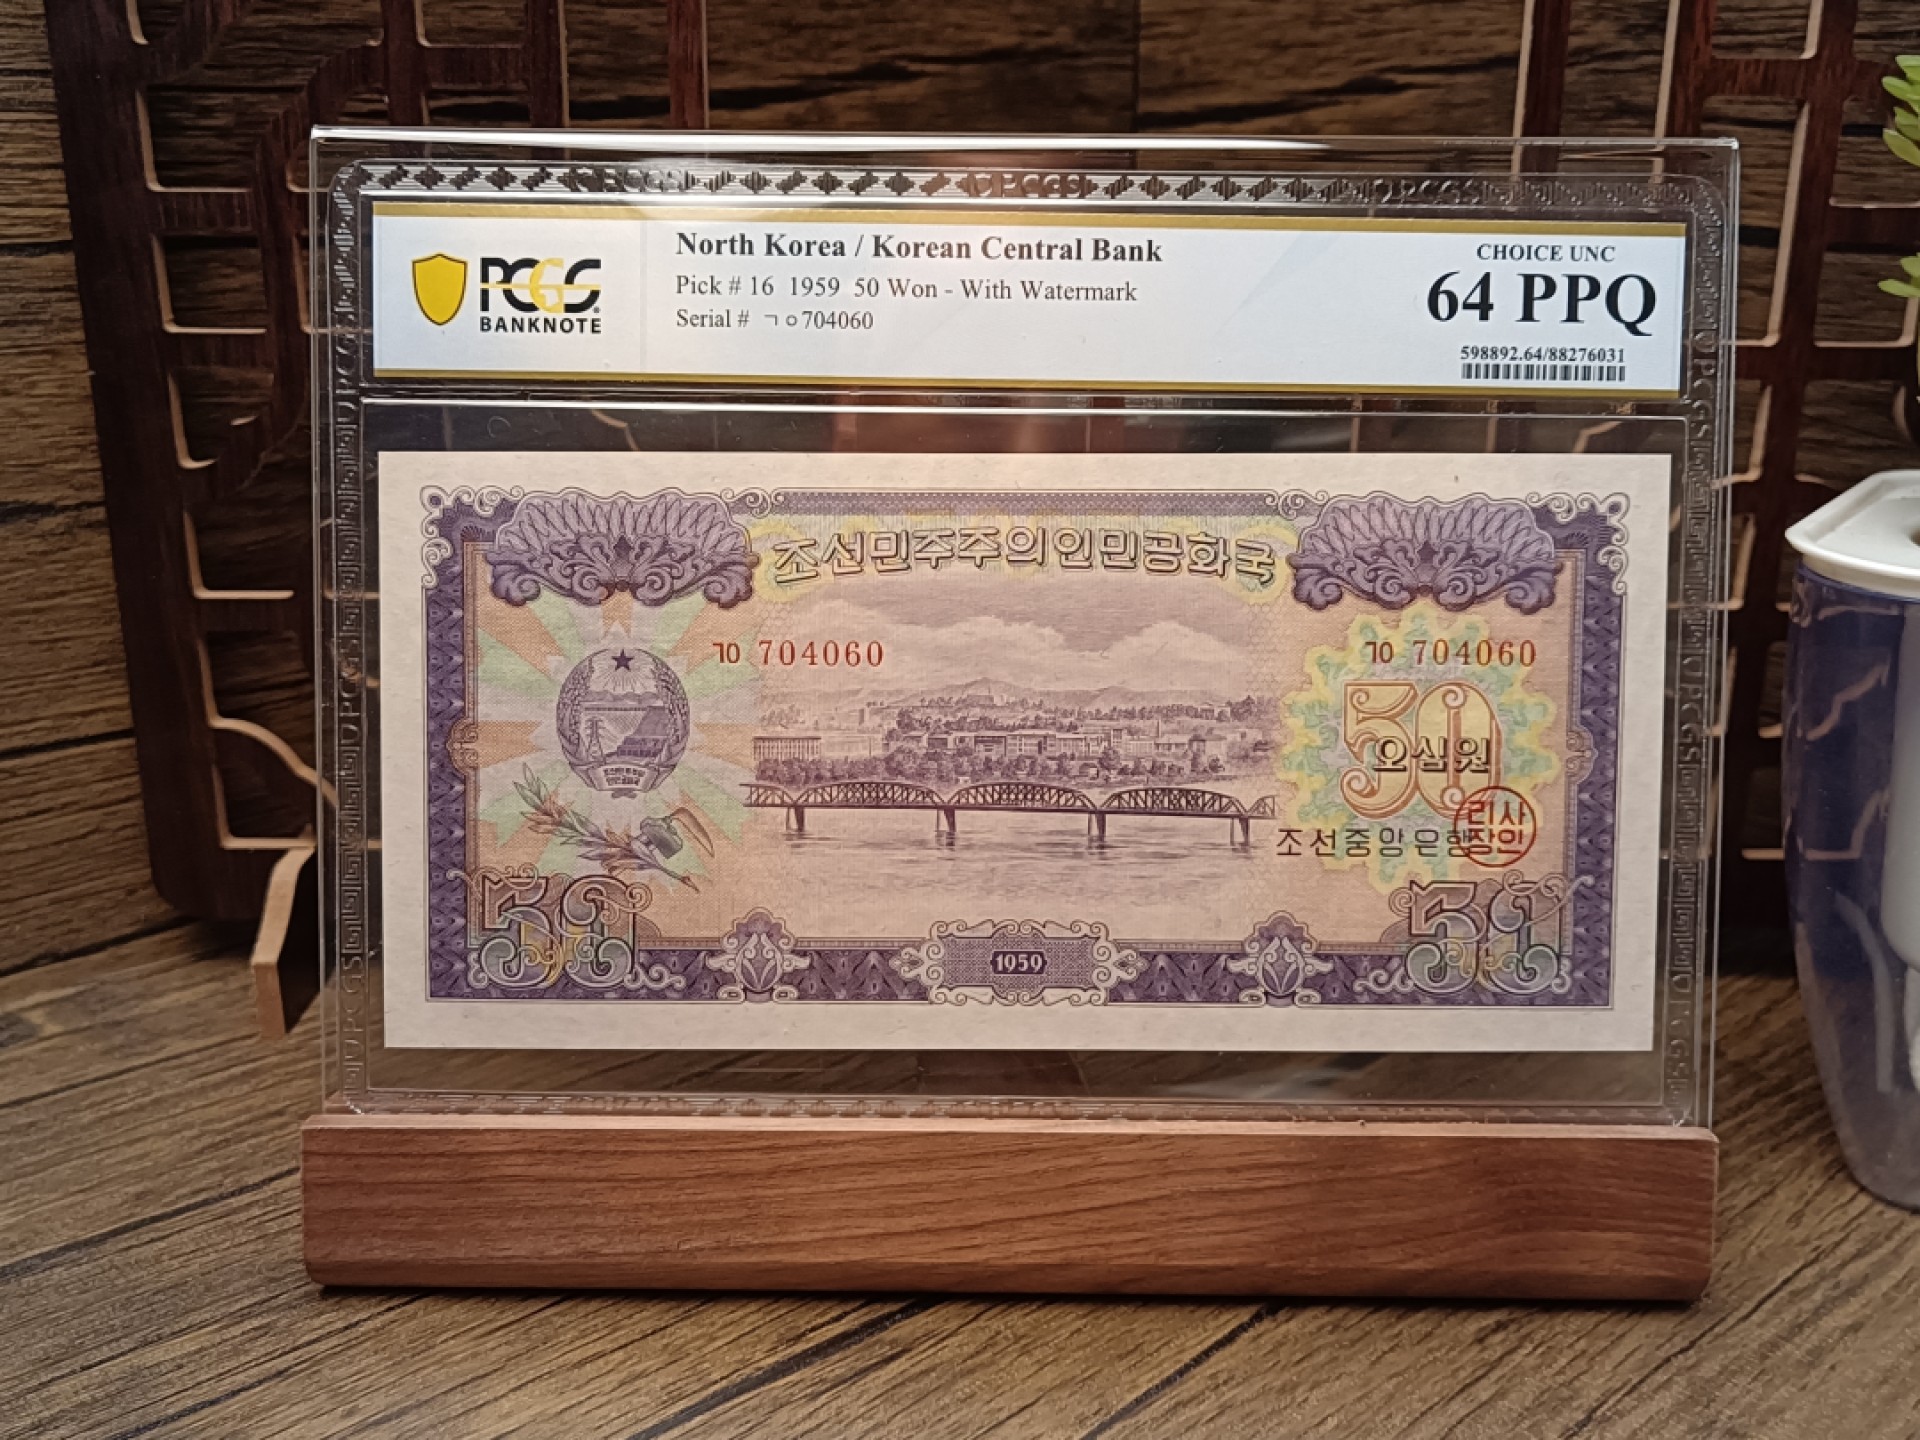 PCGS
BANKNOTE
North Korea / Korean Central Bank
Pick # 16 1959 50 Won - With Watermark
Serial # ㄱㅇ704060
CHOICE UNC
64 PPQ
598892.64/88276031
조선민주주의인민공화국
ㄱㅇ 704060
ㄱㅇ 704060
50
오십원
조선중앙은행
리사
장인
50
1959
50